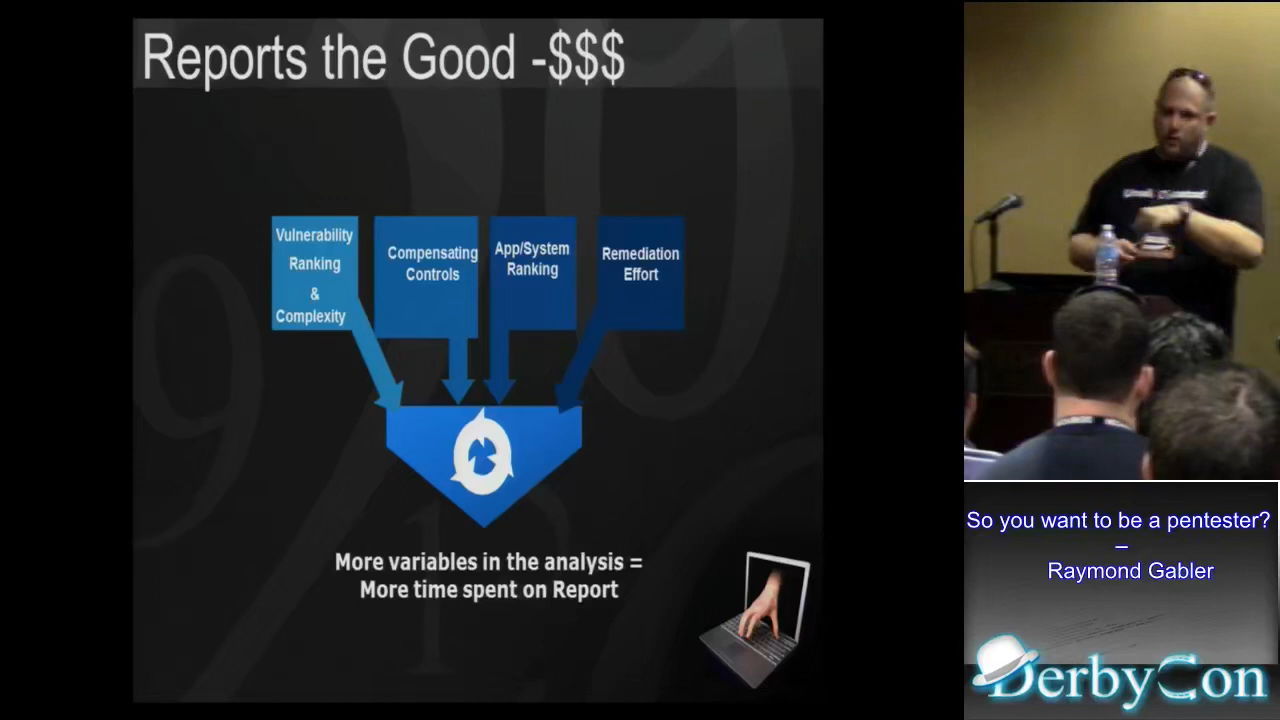 Reports the Good -$$$
Vulnerability
Ranking
&
Complexity
Compensating
Controls
App/System
Ranking
Remediation
Effort
More variables in the analysis =
More time spent on Report
So you want to be a pentester?
–
Raymond Gabler
DerbyCon